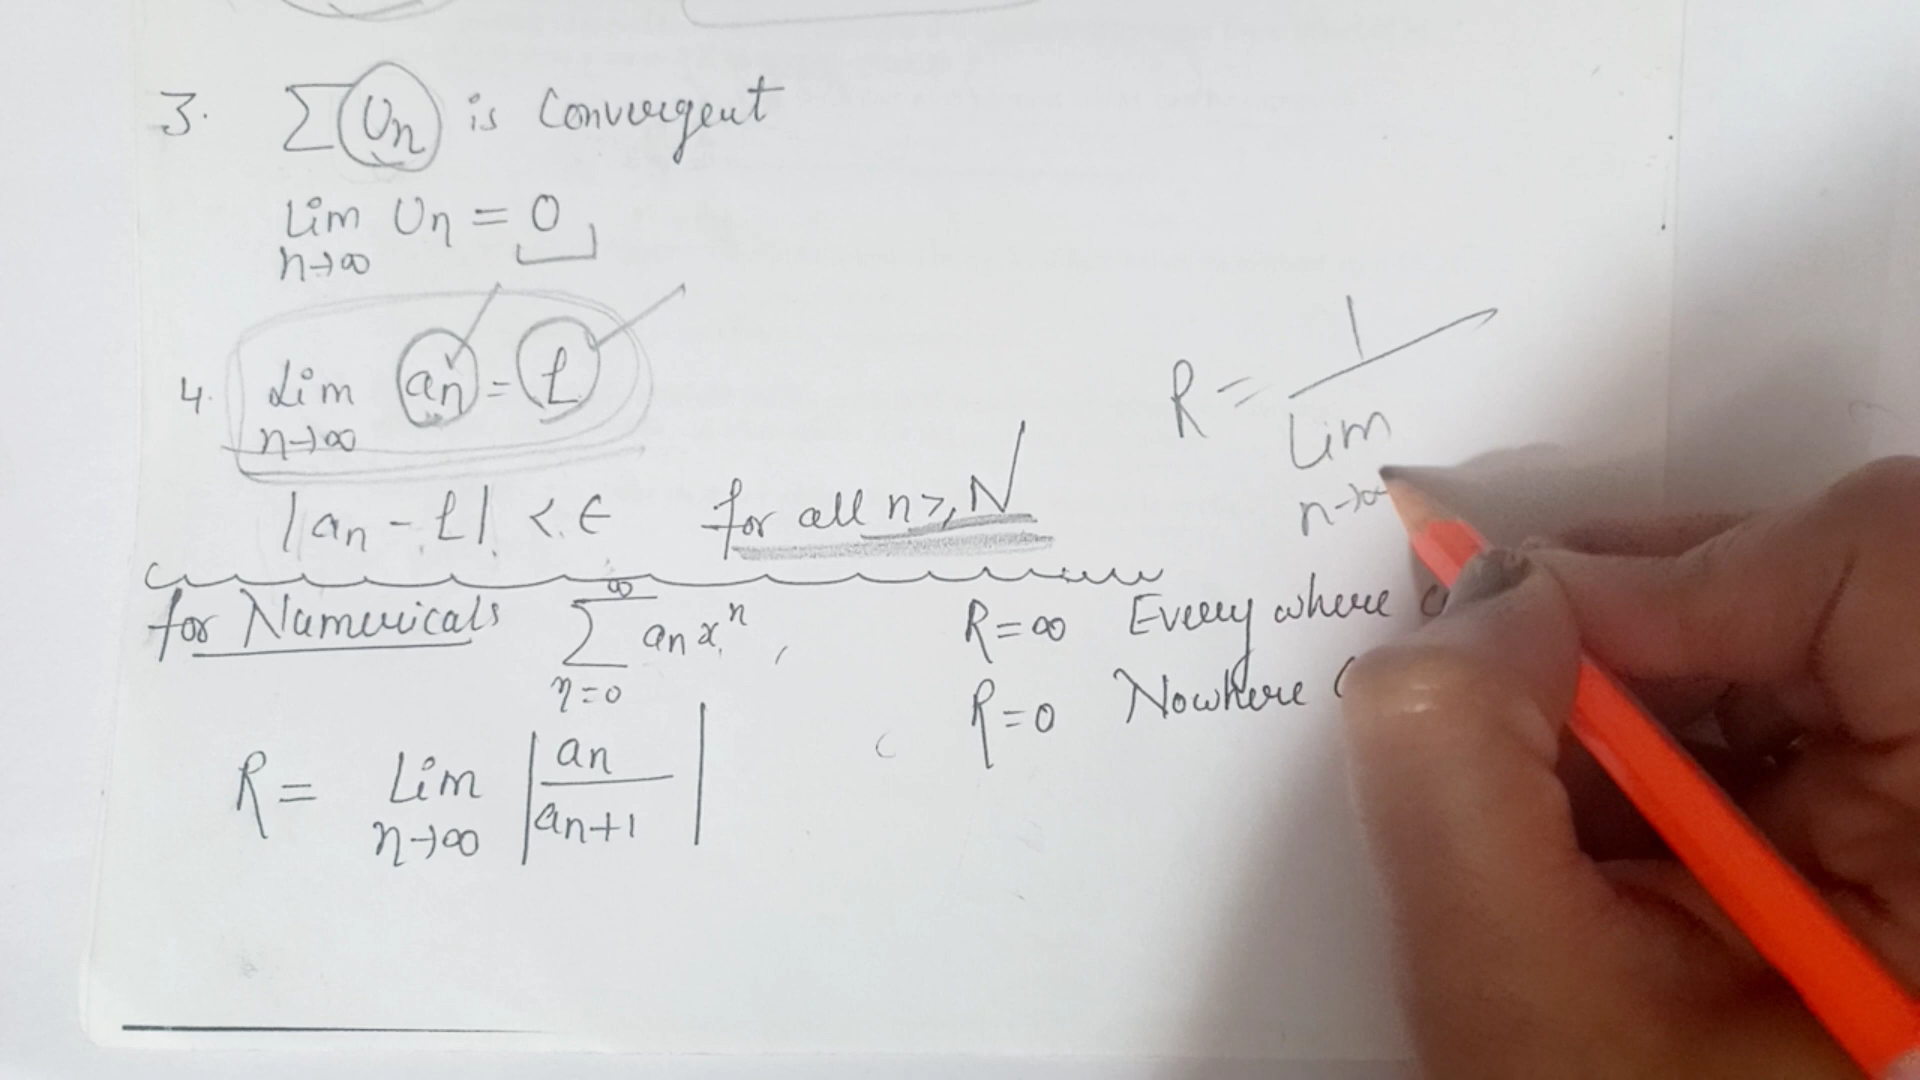 3. ∑ Un is Convergent
Lim Un = 0
n→∞
4. Lim an = L
n→∞
|an - L| < ϵ for all n ≥ N
R = 1
Lim
n→∞
for Numericals ∞
∑ an xⁿ ,
n=0
R=∞ Every where
R=0 Nowhere
R = Lim | an
an+1 |
n→∞